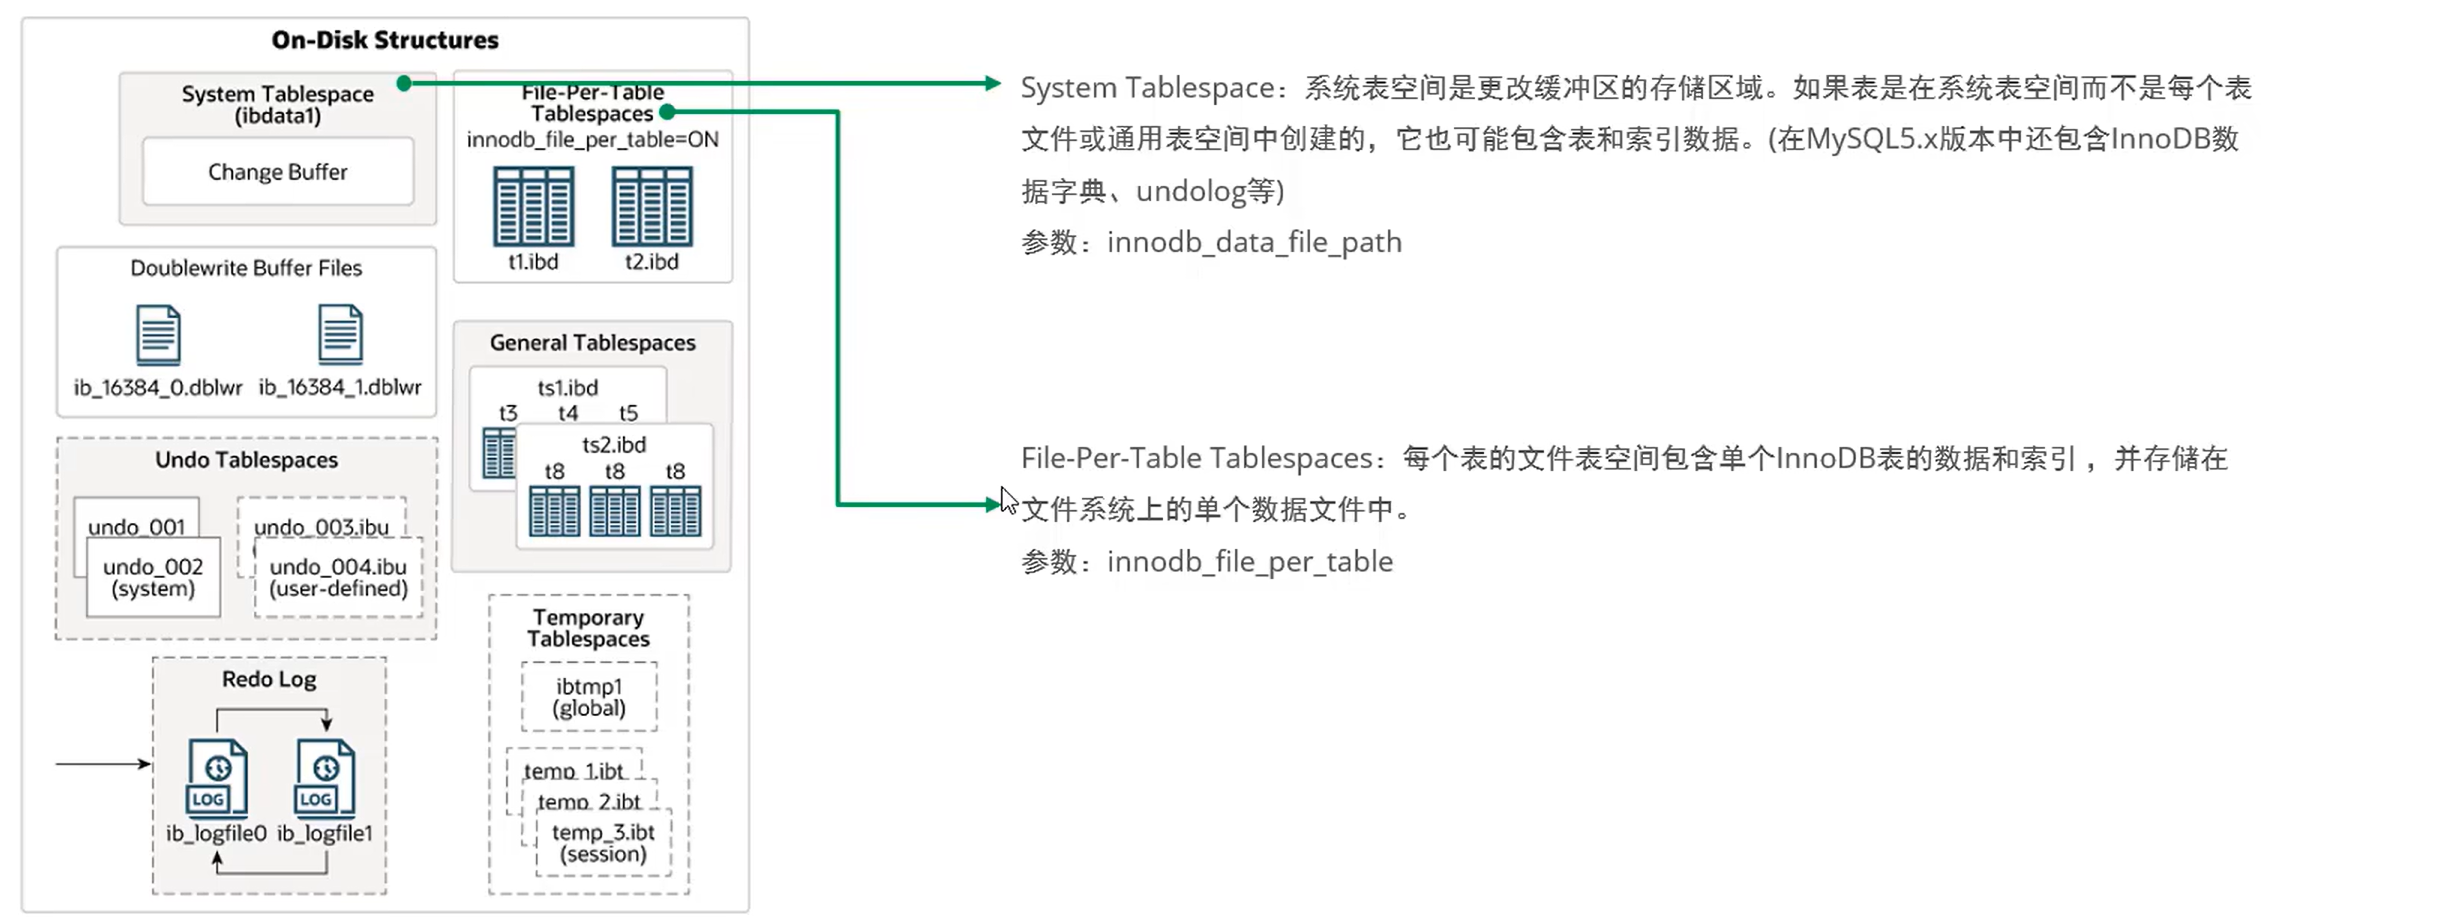 On-Disk Structures
System Tablespace
(ibdata1)
Change Buffer
File-Per-Table
Tablespaces
innodb_file_per_table=ON
t1.ibd
t2.ibd
Doublewrite Buffer Files
ib_16384_0.dblwr
ib_16384_1.dblwr
General Tablespaces
ts1.ibd
t3 t4 t5
ts2.ibd
t8 t8 t8
Undo Tablespaces
undo_001
undo_002
(system)
undo_003.ibu
undo_004.ibu
(user-defined)
Temporary
Tablespaces
ibtmp1
(global)
temp_1.ibt
temp_2.ibt
temp_3.ibt
(session)
Redo Log
LOG
LOG
ib_logfile0
ib_logfile1
System Tablespace：系统表空间是更改缓冲区的存储区域。如果表是在系统表空间而不是每个表
文件或通用表空间中创建的，它也可能包含表和索引数据。(在MySQL5.x版本中还包含InnoDB数
据字典、undolog等)
参数：innodb_data_file_path
File-Per-Table Tablespaces：每个表的文件表空间包含单个InnoDB表的数据和索引 ，并存储在
文件系统上的单个数据文件中。
参数：innodb_file_per_table